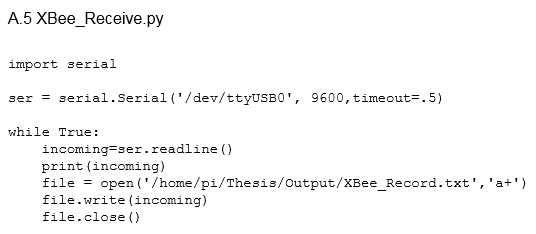 A.5 XBee_Receive.py
import serial
ser = serial.Serial('/dev/ttyUSB0', 9600,timeout=.5)
while True:
    incoming=ser.readline()
    print(incoming)
    file = open('/home/pi/Thesis/Output/XBee_Record.txt','a+')
    file.write(incoming)
    file.close()